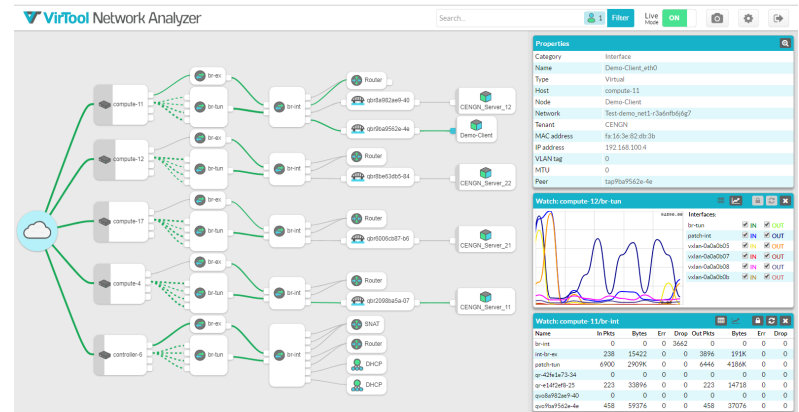 VirTool Network Analyzer
Search...
1 Filter
Live Mode ON
compute-11
br-ex
br-tun
br-int
Router
qbr8a982ae9-40
CENGN_Server_12
qbr9ba9562e-4e
Demo-Client
compute-12
br-ex
br-tun
br-int
Router
qbr8be63db5-84
CENGN_Server_22
compute-17
br-ex
br-tun
br-int
Router
qbr6006cb87-b6
CENGN_Server_21
compute-4
br-ex
br-tun
br-int
Router
qbr2098ba5a-07
CENGN_Server_11
controller-6
br-ex
br-tun
br-int
SNAT
Router
DHCP
DHCP
Properties
Category Interface
Name Demo-Client_eth0
Type Virtual
Host compute-11
Node Demo-Client
Network Test-demo_net1-r3a6nfb6j6g7
Tenant CENGN
MAC address fa:16:3e:82:db:3b
IP address 192.168.100.4
VLAN tag 0
MTU 0
Peer tap9ba9562e-4e
Watch: compute-12/br-tun
Interfaces:
br-tun IN OUT
patch-int IN OUT
vxlan-0a0a0b05 IN OUT
vxlan-0a0a0b07 IN OUT
vxlan-0a0a0b08 IN OUT
vxlan-0a0a0b0b IN OUT
Watch: compute-11/br-int
Name In Pkts Bytes Err Drop Out Pkts Bytes Err Drop
br-int 0 0 0 3662 0 0 0 0
int-br-ex 238 15422 0 0 3896 191K 0 0
patch-tun 6900 2909K 0 0 6446 4186K 0 0
qr-42fe1e73-34 0 0 0 0 0 0 0 0
qr-e14f2ef8-25 223 33896 0 0 223 14718 0 0
qvo8a982ae9-40 0 0 0 0 0 0 0 0
qvo9ba9562e-4e 458 59376 0 0 458 37076 0 0